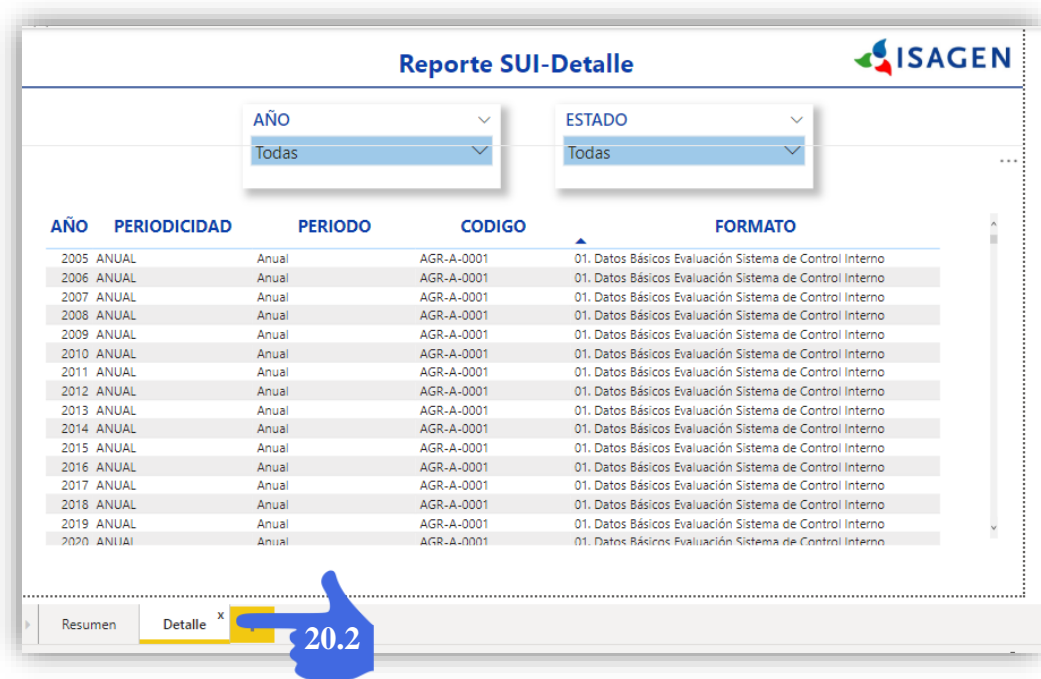 Reporte SUI-Detalle
ISAGEN
AÑO ESTADO
Todas Todas
AÑO PERIODICIDAD PERIODO CODIGO FORMATO
2005 ANUAL Anual AGR-A-0001 01. Datos Básicos Evaluación Sistema de Control Interno
2006 ANUAL Anual AGR-A-0001 01. Datos Básicos Evaluación Sistema de Control Interno
2007 ANUAL Anual AGR-A-0001 01. Datos Básicos Evaluación Sistema de Control Interno
2008 ANUAL Anual AGR-A-0001 01. Datos Básicos Evaluación Sistema de Control Interno
2009 ANUAL Anual AGR-A-0001 01. Datos Básicos Evaluación Sistema de Control Interno
2010 ANUAL Anual AGR-A-0001 01. Datos Básicos Evaluación Sistema de Control Interno
2011 ANUAL Anual AGR-A-0001 01. Datos Básicos Evaluación Sistema de Control Interno
2012 ANUAL Anual AGR-A-0001 01. Datos Básicos Evaluación Sistema de Control Interno
2013 ANUAL Anual AGR-A-0001 01. Datos Básicos Evaluación Sistema de Control Interno
2014 ANUAL Anual AGR-A-0001 01. Datos Básicos Evaluación Sistema de Control Interno
2015 ANUAL Anual AGR-A-0001 01. Datos Básicos Evaluación Sistema de Control Interno
2016 ANUAL Anual AGR-A-0001 01. Datos Básicos Evaluación Sistema de Control Interno
2017 ANUAL Anual AGR-A-0001 01. Datos Básicos Evaluación Sistema de Control Interno
2018 ANUAL Anual AGR-A-0001 01. Datos Básicos Evaluación Sistema de Control Interno
2019 ANUAL Anual AGR-A-0001 01. Datos Básicos Evaluación Sistema de Control Interno
2020 ANUAL Anual AGR-A-0001 01. Datos Básicos Evaluación Sistema de Control Interno
Resumen Detalle x
20.2